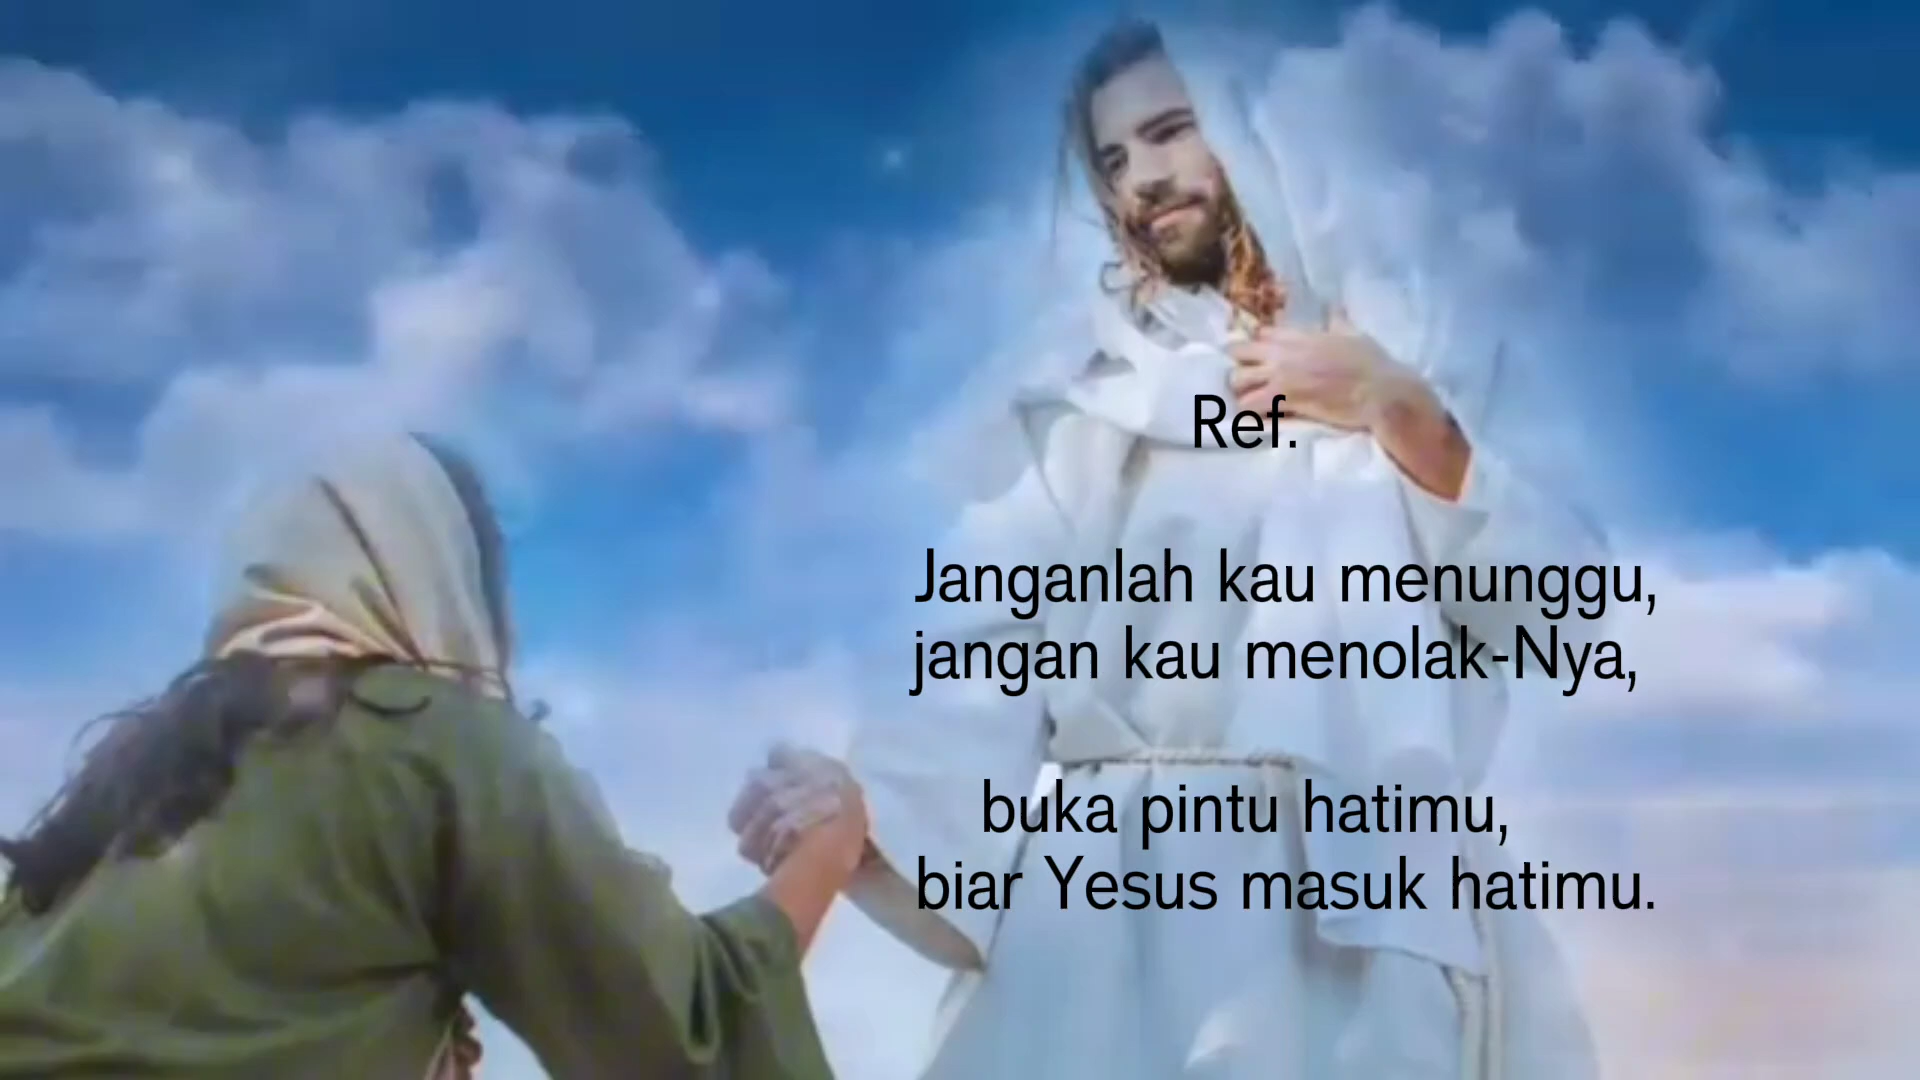 Ref.
Janganlah kau menunggu,
jangan kau menolak-Nya,
buka pintu hatimu,
biar Yesus masuk hatimu.